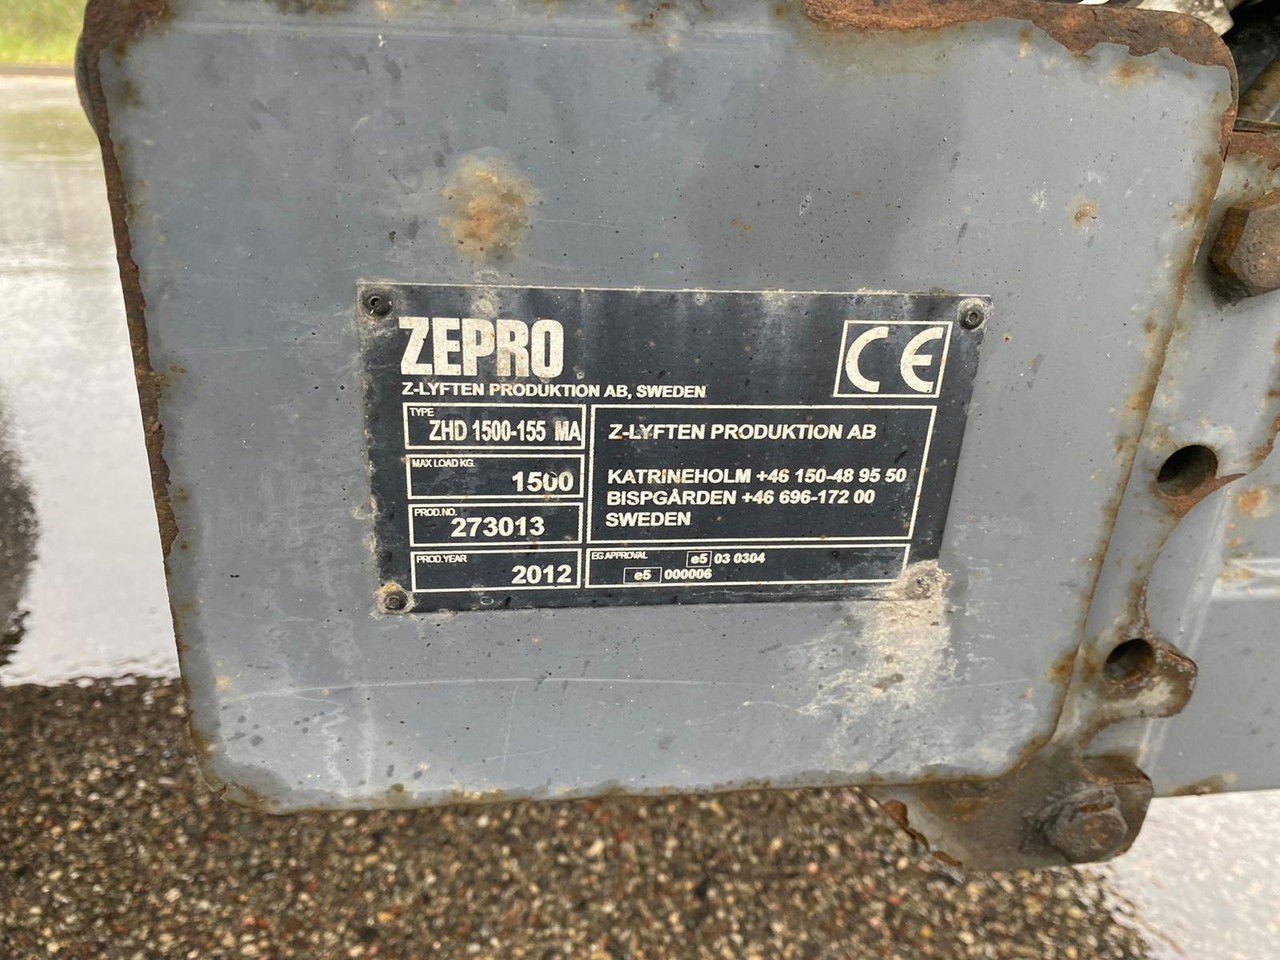 ZEPRO
CE
Z-LYFTEN PRODUKTION AB, SWEDEN
TYPE
ZHD 1500-155 MA
MAX LOAD KG.
1500
PROD.NO.
273013
PROD.YEAR
2012
Z-LYFTEN PRODUKTION AB
KATRINEHOLM +46 150-48 95 50
BISPGÅRDEN +46 696-172 00
SWEDEN
EG APPROVAL e5 03 0304
e5 000006